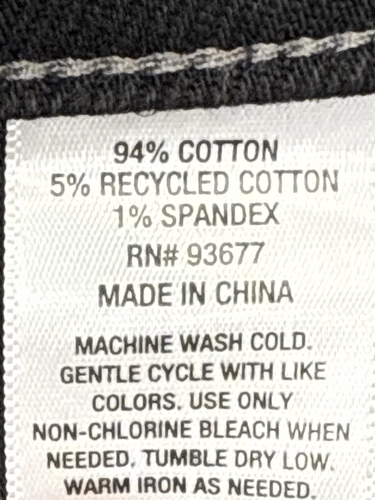 94% COTTON
5% RECYCLED COTTON
1% SPANDEX
RN# 93677
MADE IN CHINA
MACHINE WASH COLD.
GENTLE CYCLE WITH LIKE
COLORS. USE ONLY
NON-CHLORINE BLEACH WHEN
NEEDED. TUMBLE DRY LOW.
WARM IRON AS NEEDED.